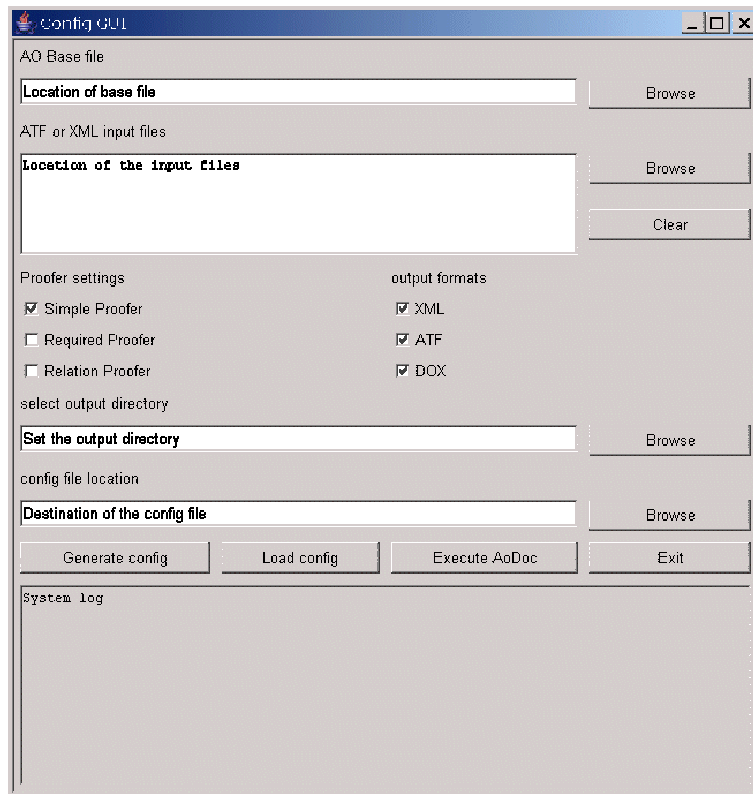 Config GUI
AO Base file
Location of base file
Browse
ATF or XML input files
Location of the input files
Browse
Clear
Proofer settings
output formats
Simple Proofer
XML
Required Proofer
ATF
Relation Proofer
DOX
select output directory
Set the output directory
Browse
config file location
Destination of the config file
Browse
Generate config
Load config
Execute AoDoc
Exit
System log